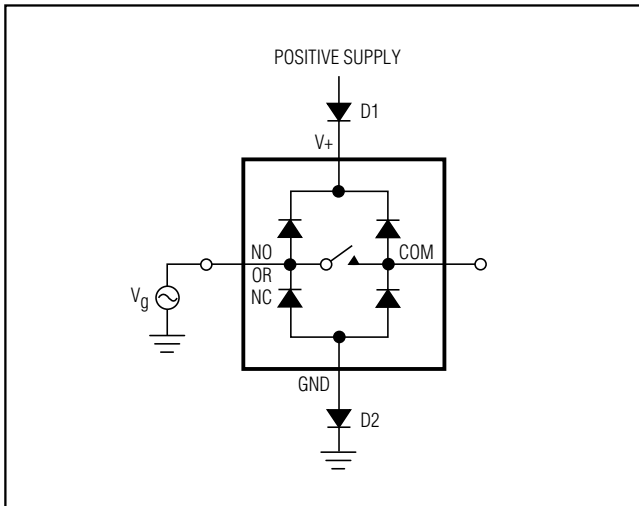 POSITIVE SUPPLY
D1
V+
NO
COM
OR
NC
Vg
GND
D2